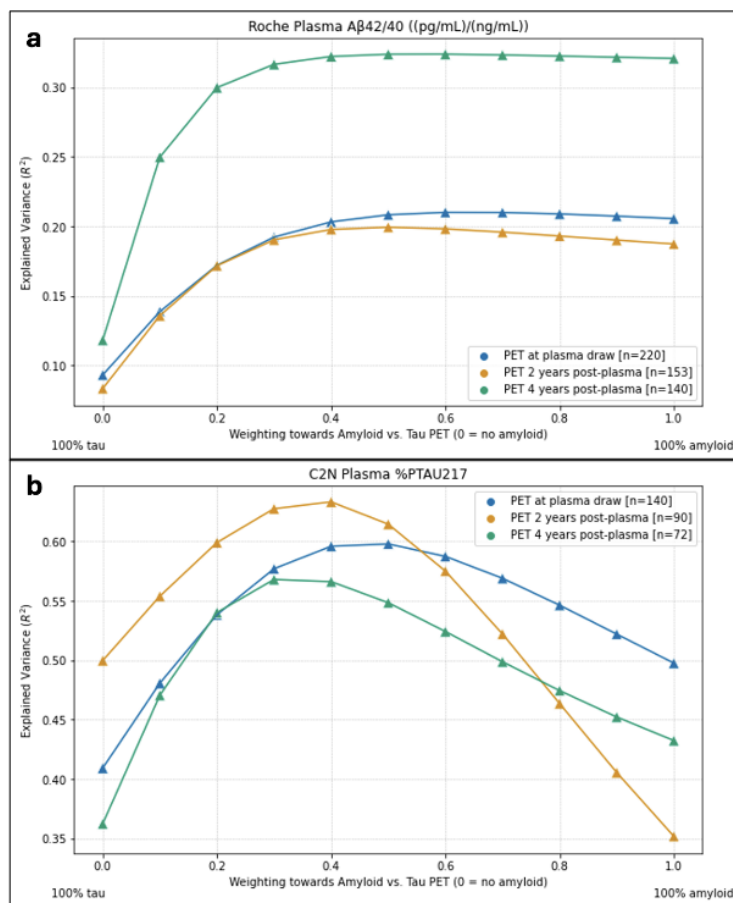 a
Roche Plasma Aβ42/40 ((pg/mL)/(ng/mL))
Explained Variance (R²)
0.30
0.25
0.20
0.15
0.10
PET at plasma draw [n=220]
PET 2 years post-plasma [n=153]
PET 4 years post-plasma [n=140]
0.0 0.2 0.4 0.6 0.8 1.0
Weighting towards Amyloid vs. Tau PET (0 = no amyloid)
100% tau 100% amyloid
b
C2N Plasma %PTAU217
Explained Variance (R²)
PET at plasma draw [n=140]
PET 2 years post-plasma [n=90]
PET 4 years post-plasma [n=72]
0.60
0.55
0.50
0.45
0.40
0.35
0.0 0.2 0.4 0.6 0.8 1.0
Weighting towards Amyloid vs. Tau PET (0 = no amyloid)
100% tau 100% amyloid